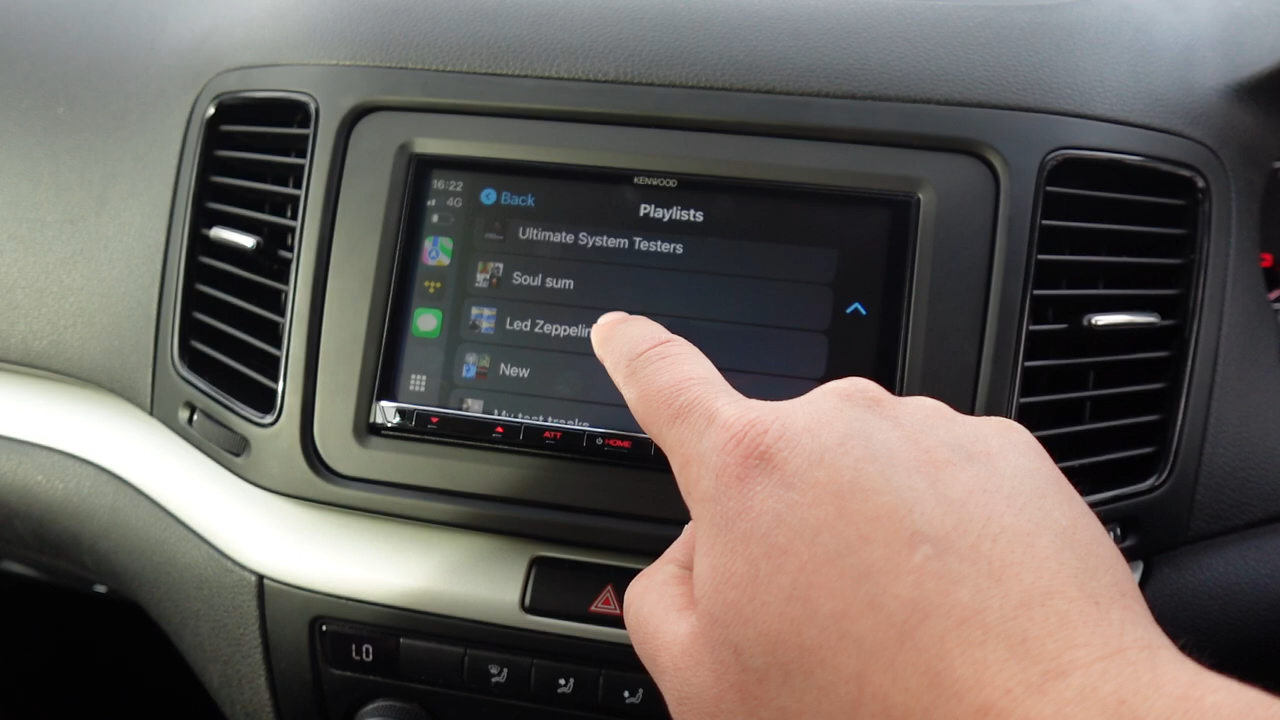 KENWOOD
16:22
4G
Back
Playlists
Ultimate System Testers
Soul sum
Led Zeppelin
New
My test tracks
ATT
HOME
LO